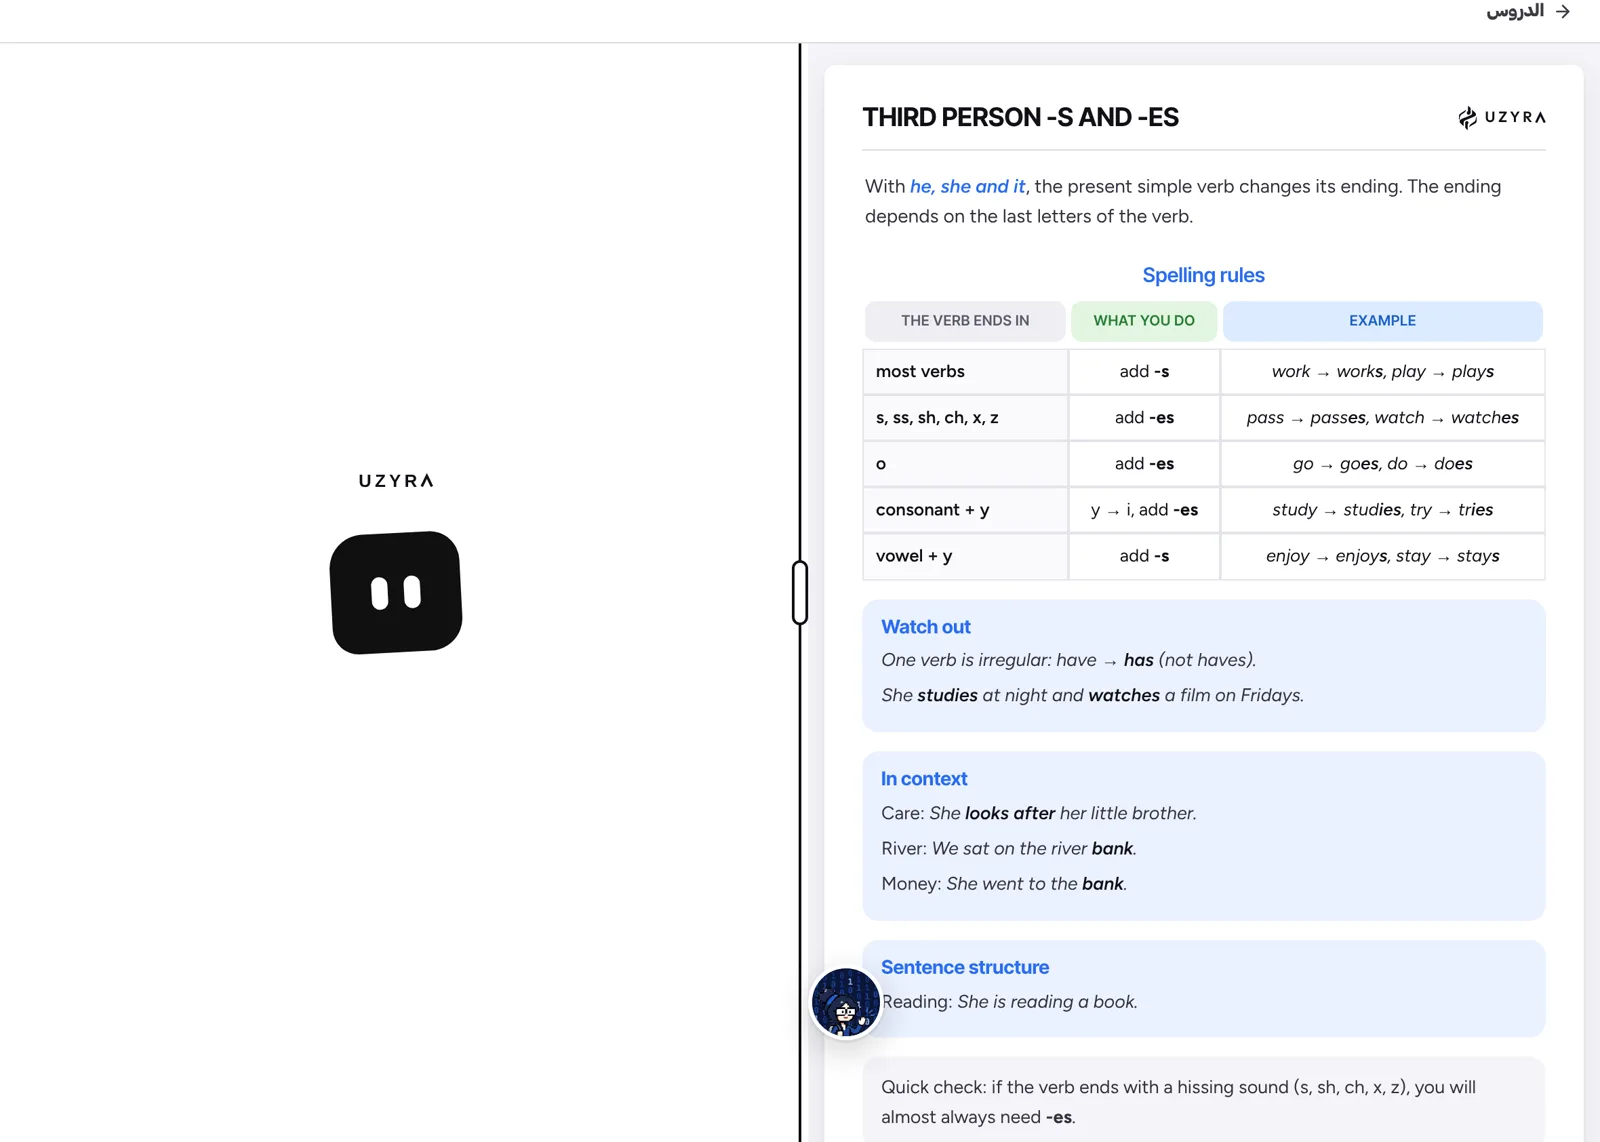 الدروس →
UZYRA
THIRD PERSON -S AND -ES
UZYRA
With he, she and it, the present simple verb changes its ending. The ending
depends on the last letters of the verb.
Spelling rules
THE VERB ENDS IN WHAT YOU DO EXAMPLE
most verbs add -s work → works, play → plays
s, ss, sh, ch, x, z add -es pass → passes, watch → watches
o add -es go → goes, do → does
consonant + y y → i, add -es study → studies, try → tries
vowel + y add -s enjoy → enjoys, stay → stays
Watch out
One verb is irregular: have → has (not haves).
She studies at night and watches a film on Fridays.
In context
Care: She looks after her little brother.
River: We sat on the river bank.
Money: She went to the bank.
Sentence structure
Reading: She is reading a book.
Quick check: if the verb ends with a hissing sound (s, sh, ch, x, z), you will
almost always need -es.